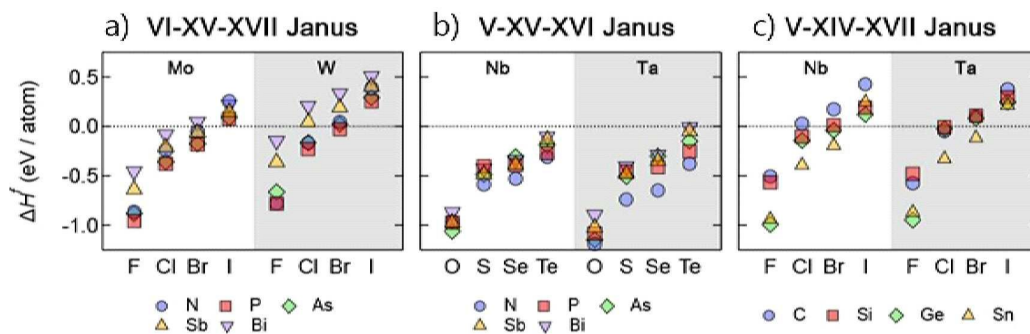 a) VI-XV-XVII Janus
b) V-XV-XVI Janus
c) V-XIV-XVII Janus
Mo W
Nb Ta
Nb Ta
ΔHᶠ (eV / atom)
0.5
0.0
-0.5
-1.0
F Cl Br I F Cl Br I
O S Se Te O S Se Te
F Cl Br I F Cl Br I
N P As
Sb Bi
N P As
Sb Bi
C Si Ge Sn